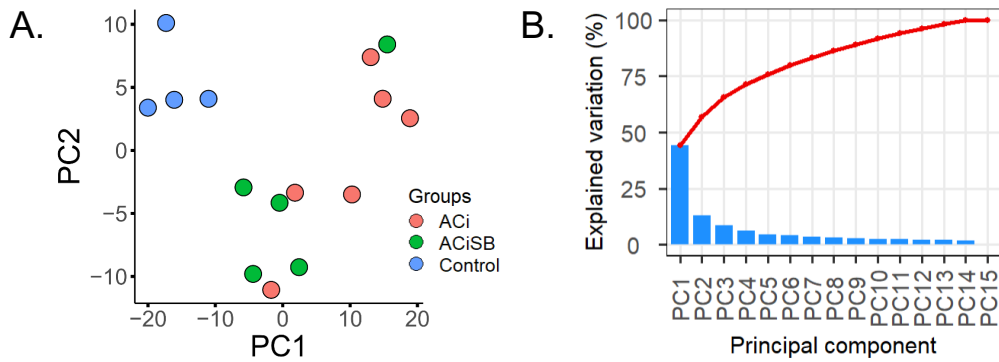 A.
10
5
0
−5
−10
PC2
−20
−10
0
10
20
PC1
Groups
ACi
ACiSB
Control
B.
100
75
50
25
0
Explained variation (%)
PC1
PC2
PC3
PC4
PC5
PC6
PC7
PC8
PC9
PC10
PC11
PC12
PC13
PC14
PC15
Principal component